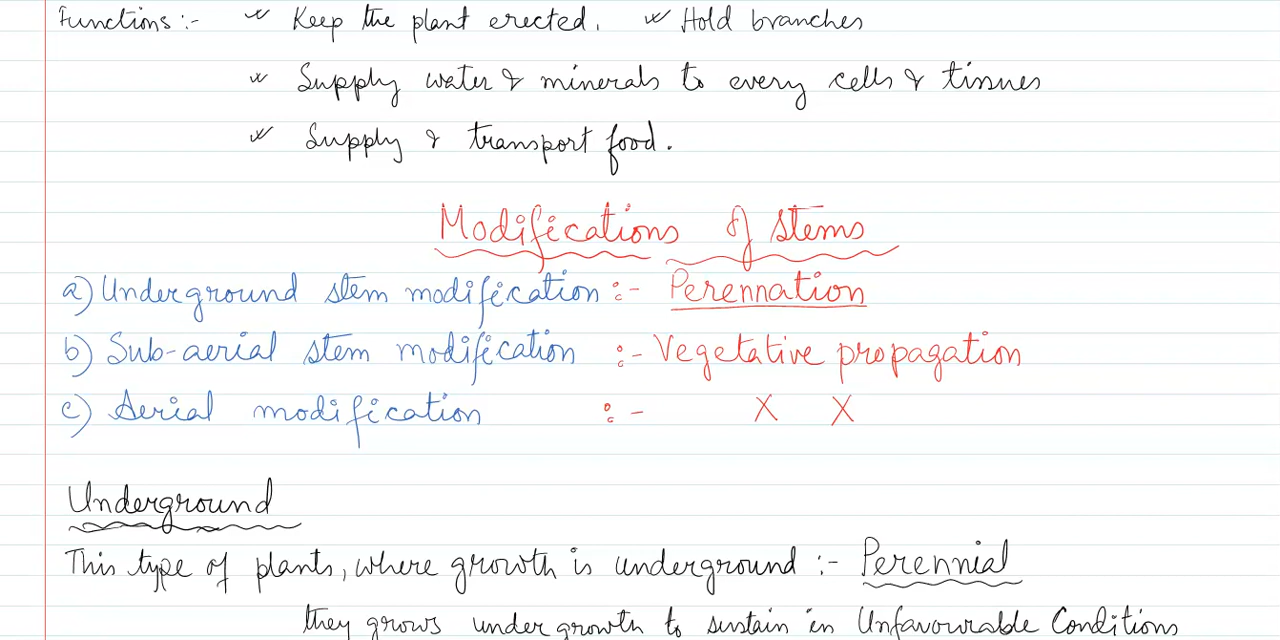 Functions :- Keep the plant erected. Hold branches
Supply water & minerals to every cells & tissues
Supply & transport food.
Modifications of stems
a) Underground stem modification :- Perennation
b) Sub-aerial stem modification :- Vegetative propagation
c) Aerial modification :- X X
Underground
This type of plants, where growth is underground :- Perennial
they grows undergrowth to sustain in Unfavourable Conditions